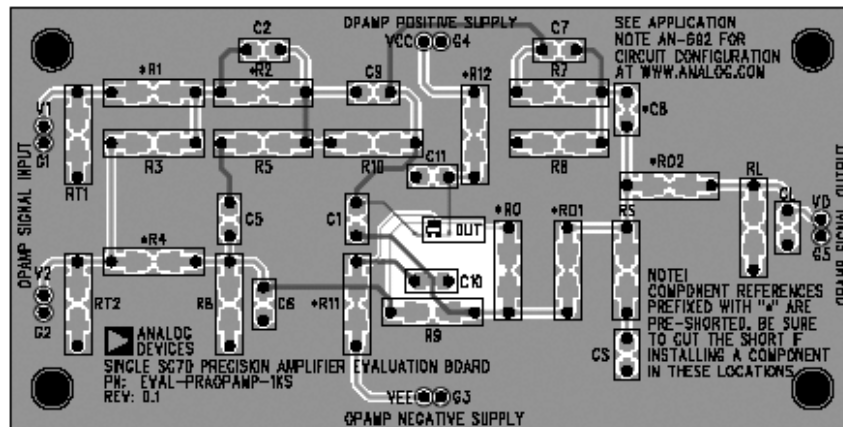 C2
OPAMP POSITIVE SUPPLY
VCC G4
C7
SEE APPLICATION
NOTE AN-692 FOR
CIRCUIT CONFIGURATION
AT WWW.ANALOG.COM
*R1
*R2
C9
*R12
R7
*C8
V1
G1
RT1
R3
R5
R10
R8
C11
*RO2
RL
CL
VO
G5
OPAMP SIGNAL INPUT
OPAMP SIGNAL OUTPUT
C5
C1
DUT
*RO
*RO1
RS
*R4
V2
G2
RT2
R6
C6
*R11
C10
R9
CS
NOTE:
COMPONENT REFERENCES
PREFIXED WITH "*" ARE
PRE-SHORTED. BE SURE
TO CUT THE SHORT IF
INSTALLING A COMPONENT
IN THESE LOCATIONS
ANALOG
DEVICES
SINGLE SC70 PRECISION AMPLIFIER EVALUATION BOARD
PN: EVAL-PRAOPAMP-1KS
REV: 0.1
VEE G3
OPAMP NEGATIVE SUPPLY